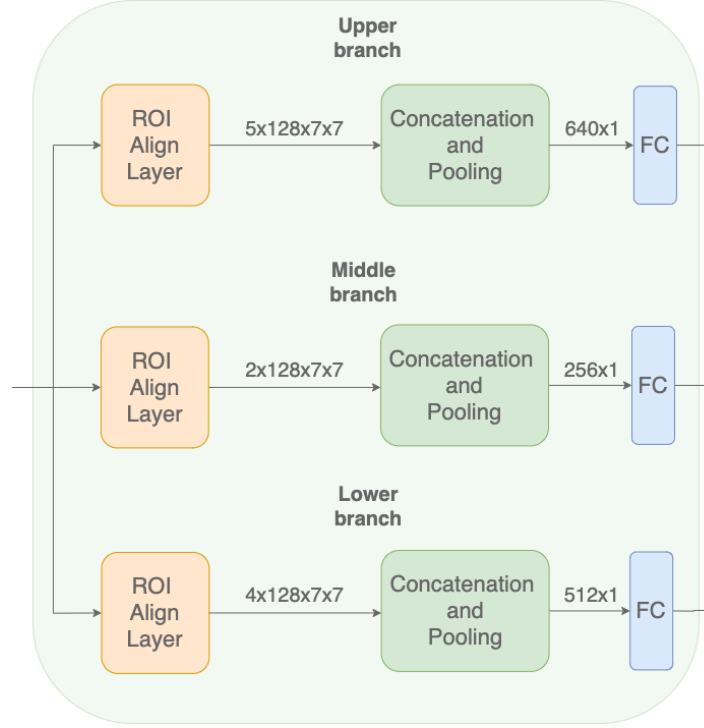 Upper
branch
ROI
Align
Layer
5x128x7x7
Concatenation
and
Pooling
640x1
FC
Middle
branch
ROI
Align
Layer
2x128x7x7
Concatenation
and
Pooling
256x1
FC
Lower
branch
ROI
Align
Layer
4x128x7x7
Concatenation
and
Pooling
512x1
FC